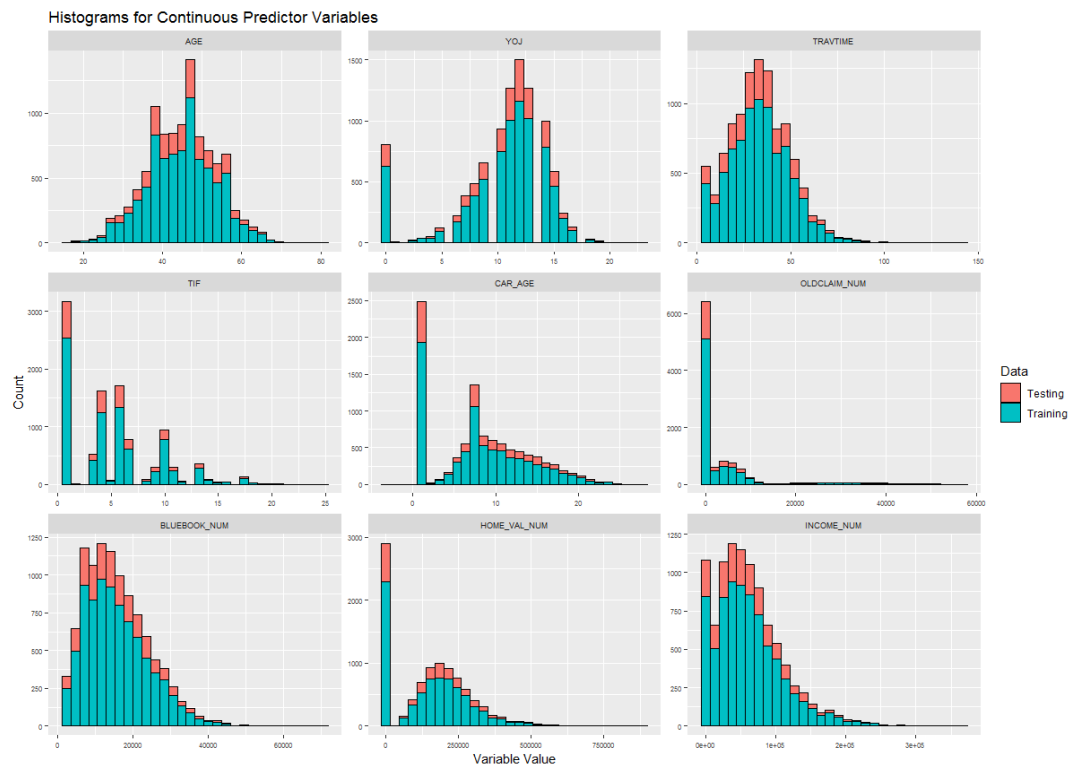 Histograms for Continuous Predictor Variables
AGE YOJ TRAVTIME
1000
500
0
20 40 60 80
1500
1000
500
0
0 5 10 15 20
1000
500
0
0 50 100 150
TIF CAR_AGE OLDCLAIM_NUM
3000
2000
1000
0
0 5 10 15 20 25
2500
2000
1500
1000
500
0
0 10 20
6000
4000
2000
0
0 20000 40000 60000
BLUEBOOK_NUM HOME_VAL_NUM INCOME_NUM
1250
1000
750
500
250
0
0 20000 40000 60000
3000
2000
1000
0
0 250000 500000 750000
1250
1000
750
500
250
0
0e+00 1e+05 2e+05 3e+05
Count
Variable Value
Data
Testing
Training